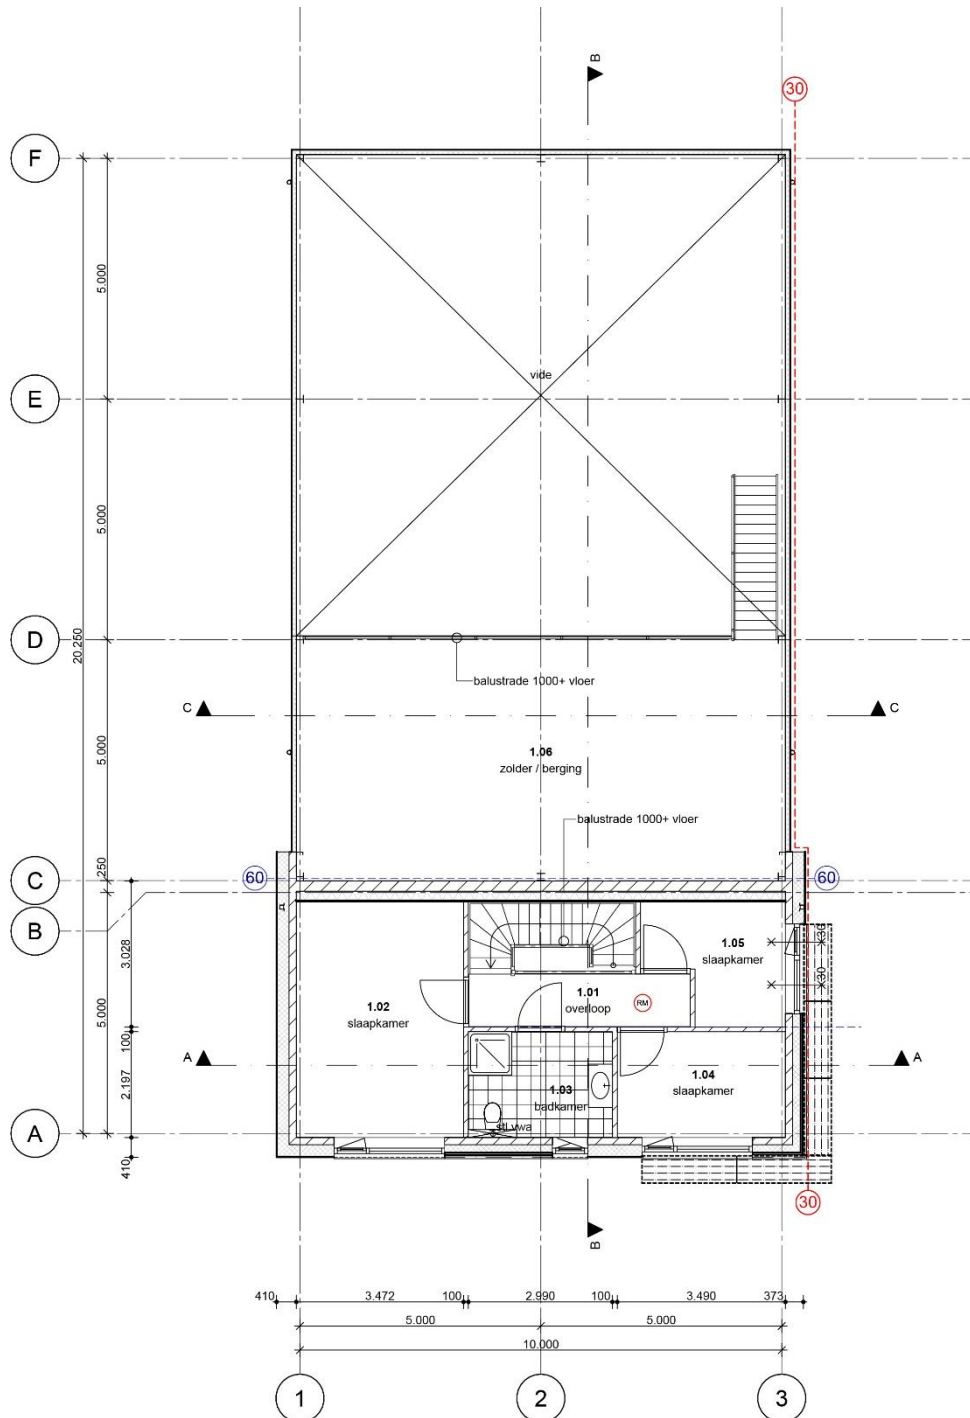 B
30
F
5.000
vide
E
5.000
D
20.250
balustrade 1000+ vloer
C
C
5.000
1.06
zolder / berging
balustrade 1000+ vloer
250
C
60
60
B
3.028
1.05
slaapkamer
30
30
1.02
slaapkamer
1.01
overloop
RM
5.000
100
A
A
2.197
1.04
slaapkamer
1.03
badkamer
st.l vwa
A
410
30
B
410
3.472
100
2.990
100
3.490
373
5.000
5.000
10.000
1
2
3